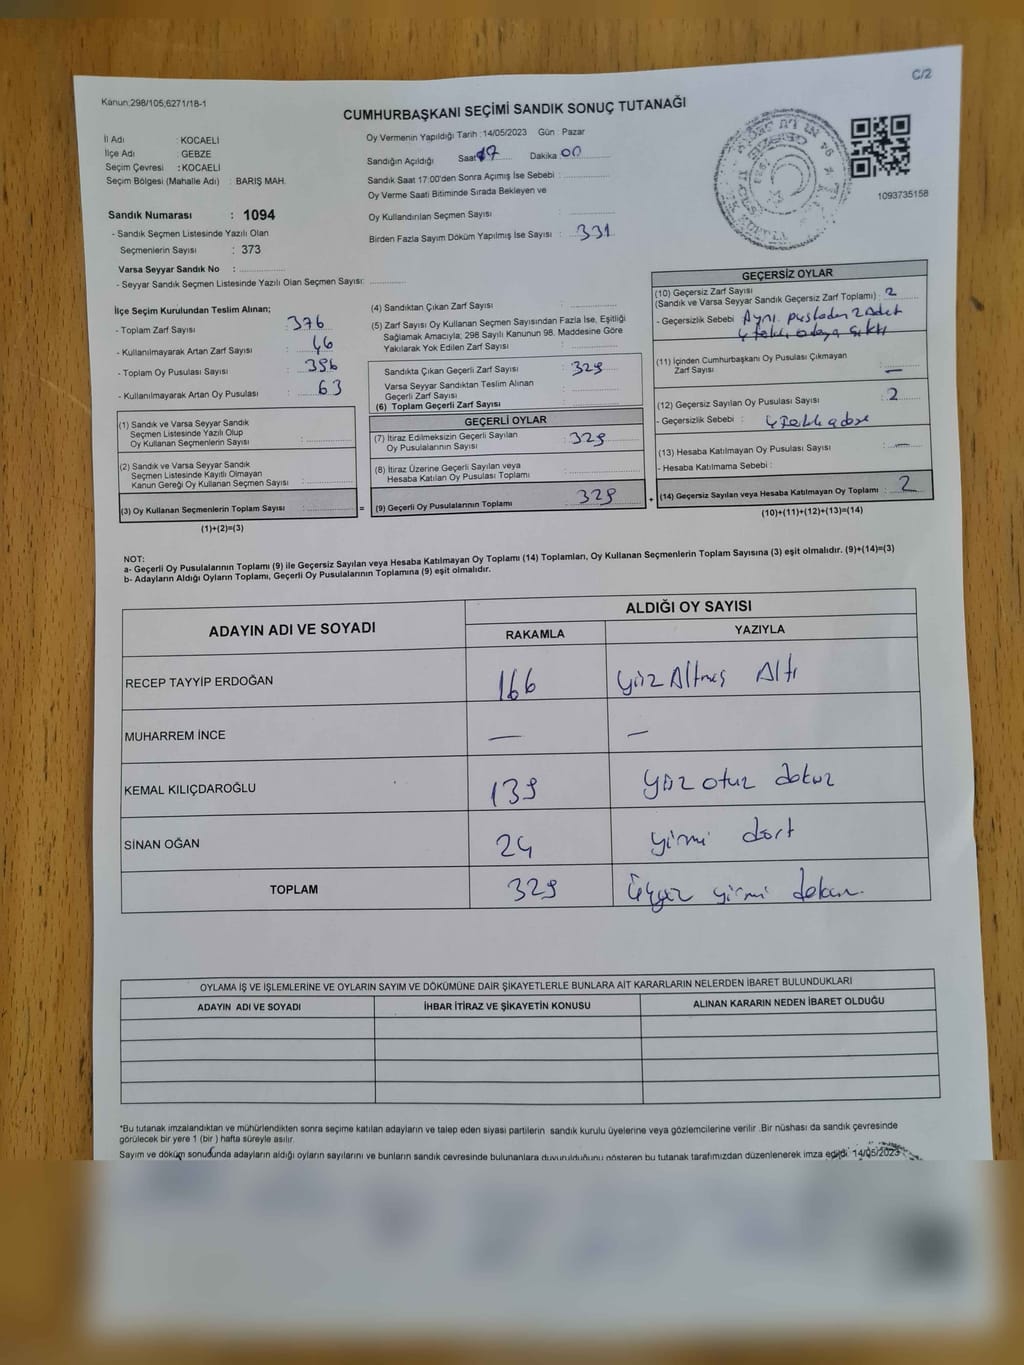 C/2
Kanun,298/105;6271/18-1
CUMHURBAŞKANI SEÇİMİ SANDIK SONUÇ TUTANAĞI
İl Adı : KOCAELİ
İlçe Adı : GEBZE
Seçim Çevresi : KOCAELİ
Seçim Bölgesi (Mahalle Adı) : BARIŞ MAH.
Sandık Numarası : 1094
- Sandık Seçmen Listesinde Yazılı Olan
Seçmenlerin Sayısı : 373
Varsa Seyyar Sandık No :
- Seyyar Sandık Seçmen Listesinde Yazılı Olan Seçmen Sayısı:
Oy Vermenin Yapıldığı Tarih :14/05/2023 Gün : Pazar
Sandığın Açıldığı Saat 17 Dakika 00
Sandık Saat 17:00'den Sonra Açımış İse Sebebi :
Oy Verme Saati Bitiminde Sırada Bekleyen ve
Oy Kullandırılan Seçmen Sayısı :
Birden Fazla Sayım Döküm Yapılmış İse Sayısı : 331
1093735158
İlçe Seçim Kurulundan Teslim Alınan;
- Toplam Zarf Sayısı : 376
- Kullanılmayarak Artan Zarf Sayısı : 46
- Toplam Oy Pusulası Sayısı : 396
- Kullanılmayarak Artan Oy Pusulası : 63
(1) Sandık ve Varsa Seyyar Sandık
Seçmen Listesinde Yazılı Olup
Oy Kullanan Seçmenlerin Sayısı :
(2) Sandık ve Varsa Seyyar Sandık
Seçmen Listesinde Kayıtlı Olmayan
Kanun Gereği Oy Kullanan Seçmen Sayısı :
(3) Oy Kullanan Seçmenlerin Toplam Sayısı :
(1)+(2)=(3)
(4) Sandıktan Çıkan Zarf Sayısı :
(5) Zarf Sayısı Oy Kullanan Seçmen Sayısından Fazla İse, Eşitliği
Sağlamak Amacıyla; 298 Sayılı Kanunun 98. Maddesine Göre
Yakılarak Yok Edilen Zarf Sayısı :
Sandıkta Çıkan Geçerli Zarf Sayısı : 329
Varsa Seyyar Sandıktan Teslim Alınan
Geçerli Zarf Sayısı :
(6) Toplam Geçerli Zarf Sayısı :
GEÇERLİ OYLAR
(7) İtiraz Edilmeksizin Geçerli Sayılan
Oy Pusulalarının Sayısı : 329
(8) İtiraz Üzerine Geçerli Sayılan veya
Hesaba Katılan Oy Pusulası Toplamı :
= (9) Geçerli Oy Pusulalarının Toplamı : 329
GEÇERSİZ OYLAR
(10) Geçersiz Zarf Sayısı
(Sandık ve Varsa Seyyar Sandık Geçersiz Zarf Toplamı) : 2
- Geçersizlik Sebebi : Aynı pusladan 2 adet
(11) İçinden Cumhurbaşkanı Oy Pusulası Çıkmayan
Zarf Sayısı : —
(12) Geçersiz Sayılan Oy Pusulası Sayısı : 2
- Geçersizlik Sebebi :
(13) Hesaba Katılmayan Oy Pusulası Sayısı : —
- Hesaba Katılmama Sebebi :
+ (14) Geçersiz Sayılan veya Hesaba Katılmayan Oy Toplamı : 2
(10)+(11)+(12)+(13)=(14)
NOT:
a- Geçerli Oy Pusulalarının Toplamı (9) ile Geçersiz Sayılan veya Hesaba Katılmayan Oy Toplamı (14) Toplamları, Oy Kullanan Seçmenlerin Toplam Sayısına (3) eşit olmalıdır. (9)+(14)=(3)
b- Adayların Aldığı Oyların Toplamı, Geçerli Oy Pusulalarının Toplamına (9) eşit olmalıdır.
ADAYIN ADI VE SOYADI
ALDIĞI OY SAYISI
RAKAMLA YAZIYLA
RECEP TAYYİP ERDOĞAN 166 yüz Altmış Altı
MUHARREM İNCE — —
KEMAL KILIÇDAROĞLU 139 yüz otuz dokuz
SİNAN OĞAN 24 yirmi dört
TOPLAM 329 üçyüz yirmi dokuz.
OYLAMA İŞ VE İŞLEMLERİNE VE OYLARIN SAYIM VE DÖKÜMÜNE DAİR ŞİKAYETLERLE BUNLARA AİT KARARLARIN NELERDEN İBARET BULUNDUKLARI
ADAYIN ADI VE SOYADI İHBAR İTİRAZ VE ŞİKAYETİN KONUSU ALINAN KARARIN NEDEN İBARET OLDUĞU
*Bu tutanak imzalandıktan ve mühürlendikten sonra seçime katılan adayların ve talep eden siyasi partilerin sandık kurulu üyelerine veya gözlemcilerine verilir .Bir nüshası da sandık çevresinde
görülecek bir yere 1 (bir ) hafta süreyle asılır.
Sayım ve döküm sonucunda adayların aldığı oyların sayılarını ve bunların sandık çevresinde bulunanlara duyurulduğunu gösteren bu tutanak tarafımızdan düzenlenerek imza edildi. 14/05/2023